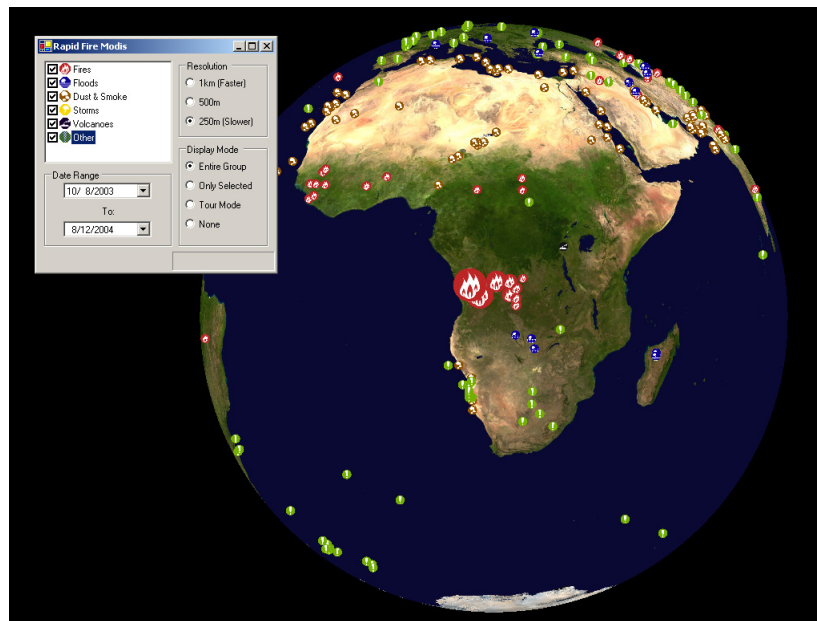 Rapid Fire Modis
Fires
Floods
Dust & Smoke
Storms
Volcanoes
Other
Date Range
10/ 8/2003
To:
8/12/2004
Resolution
1km (Faster)
500m
250m (Slower)
Display Mode
Entire Group
Only Selected
Tour Mode
None